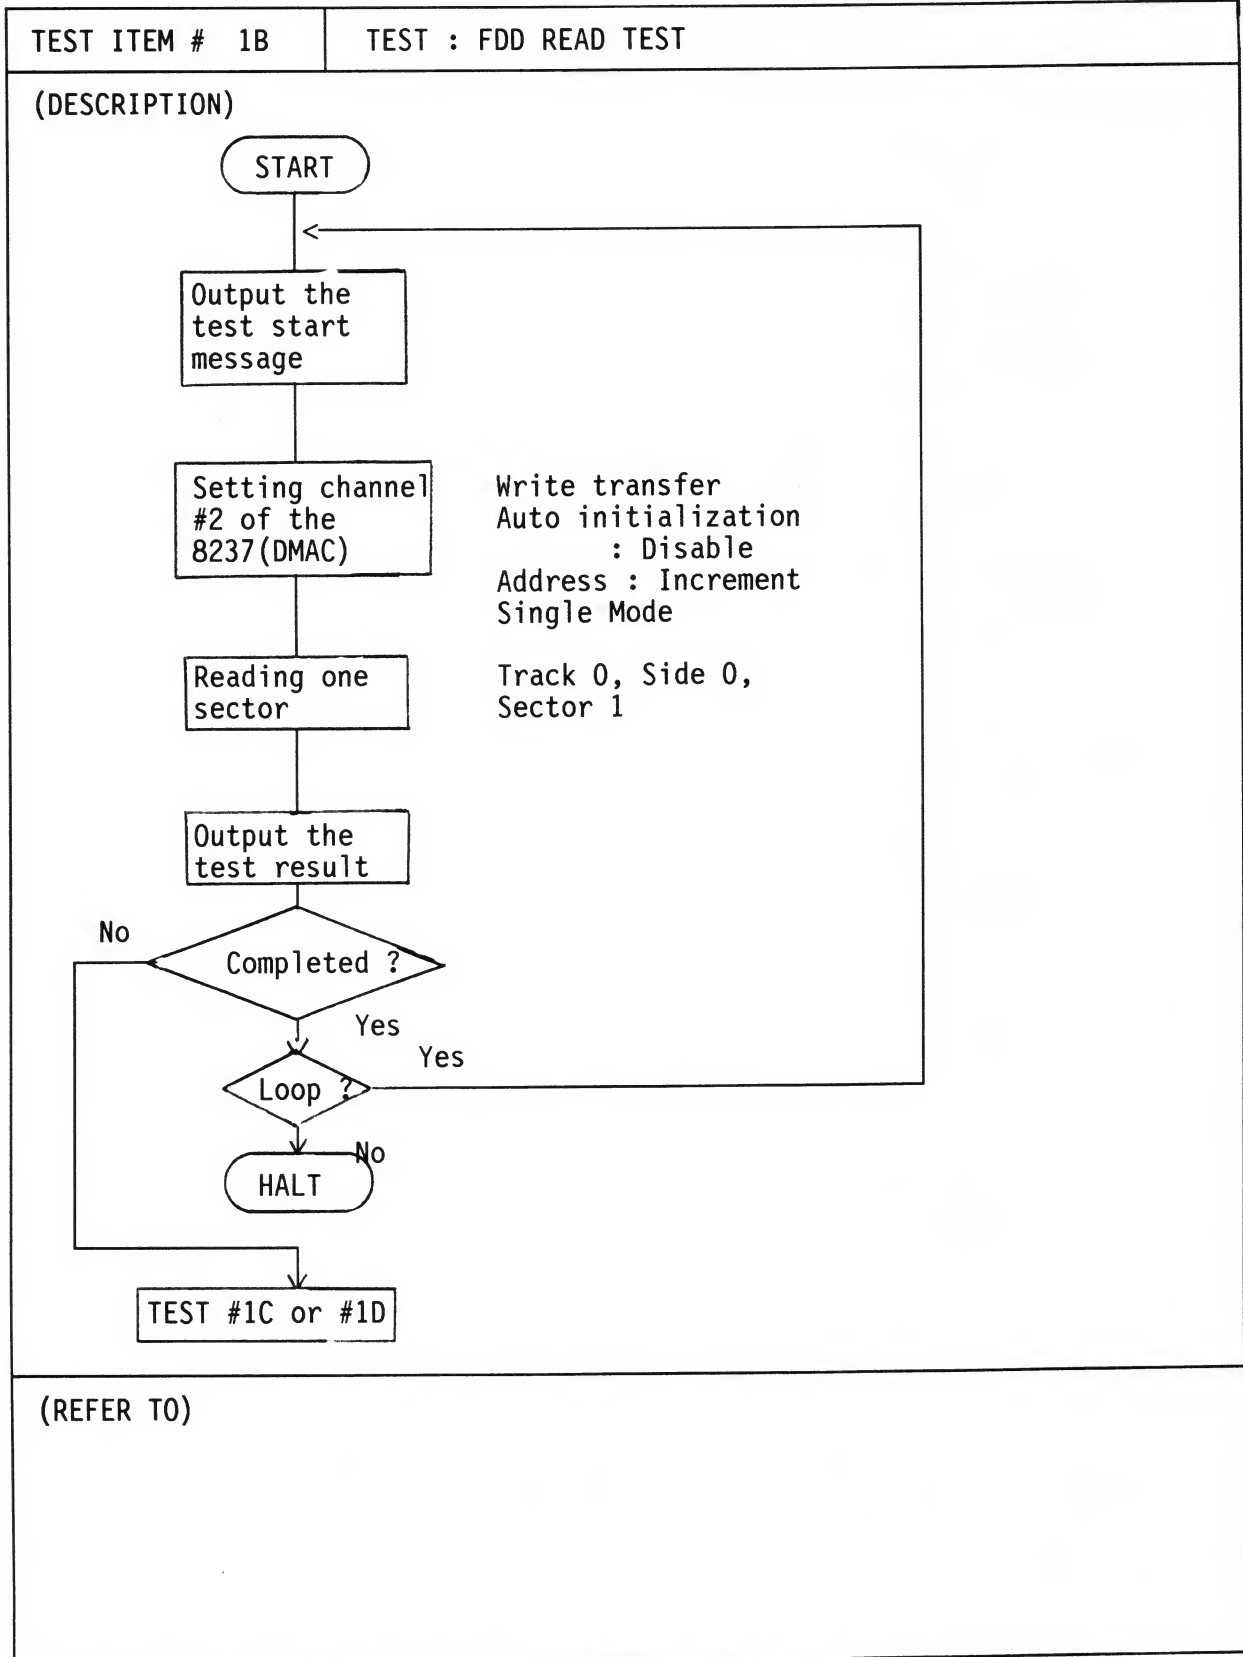 TEST ITEM # 1B
TEST : FDD READ TEST
(DESCRIPTION)
START
Output the
test start
message
Setting channel
#2 of the
8237(DMAC)
Write transfer
Auto initialization
: Disable
Address : Increment
Single Mode
Reading one
sector
Track 0, Side 0,
Sector 1
Output the
test result
No
Completed ?
Yes
Yes
Loop ?
No
HALT
TEST #1C or #1D
(REFER TO)